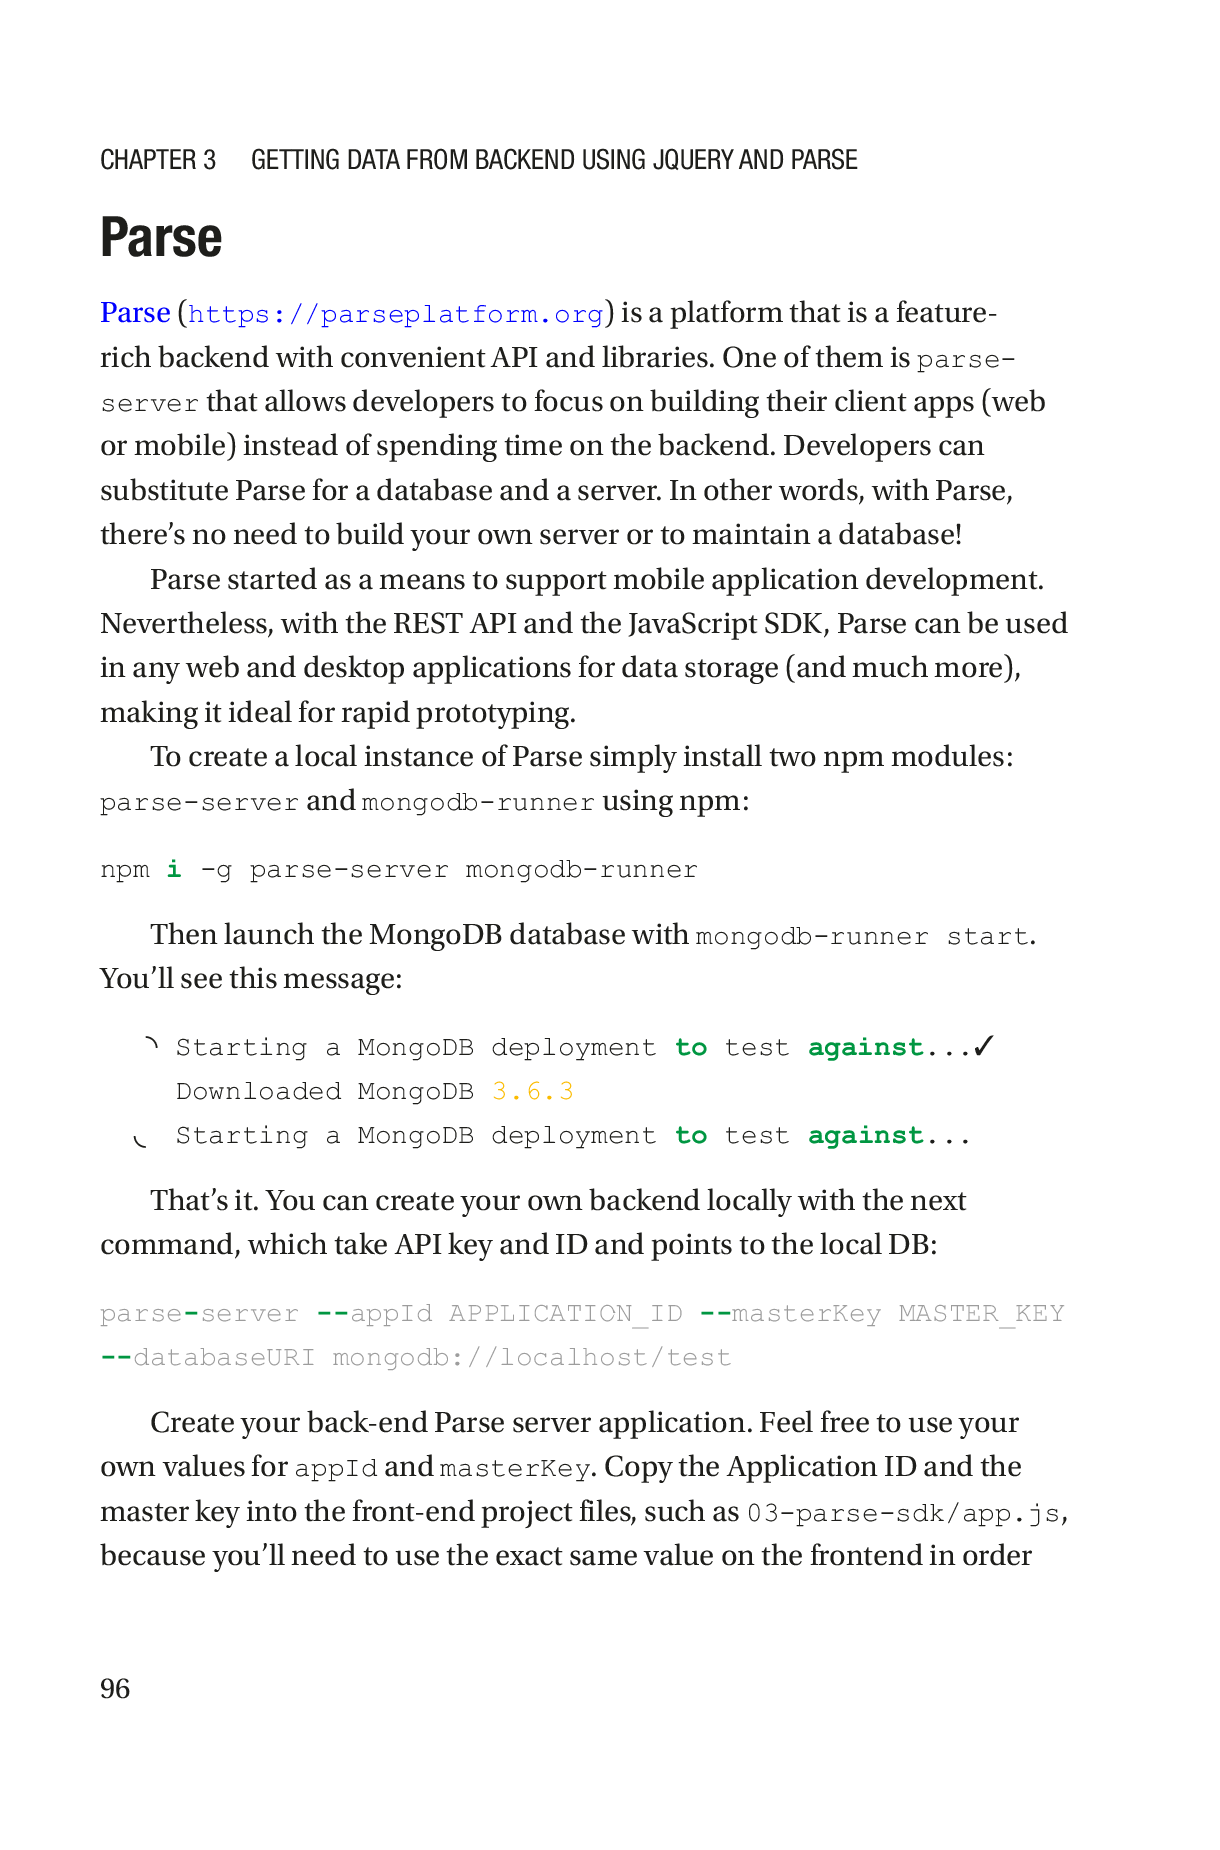 CHAPTER 3 GETTING DATA FROM BACKEND USING JQUERY AND PARSE
Parse
Parse (https://parseplatform.org) is a platform that is a feature-
rich backend with convenient API and libraries. One of them is parse-
server that allows developers to focus on building their client apps (web
or mobile) instead of spending time on the backend. Developers can
substitute Parse for a database and a server. In other words, with Parse,
there’s no need to build your own server or to maintain a database!
Parse started as a means to support mobile application development.
Nevertheless, with the REST API and the JavaScript SDK, Parse can be used
in any web and desktop applications for data storage (and much more),
making it ideal for rapid prototyping.
To create a local instance of Parse simply install two npm modules:
parse-server and mongodb-runner using npm:
npm i -g parse-server mongodb-runner
Then launch the MongoDB database with mongodb-runner start.
You’ll see this message:
◝ Starting a MongoDB deployment to test against...✓
Downloaded MongoDB 3.6.3
◟ Starting a MongoDB deployment to test against...
That’s it. You can create your own backend locally with the next
command, which take API key and ID and points to the local DB:
parse-server --appId APPLICATION_ID --masterKey MASTER_KEY
--databaseURI mongodb://localhost/test
Create your back-end Parse server application. Feel free to use your
own values for appId and masterKey. Copy the Application ID and the
master key into the front-end project files, such as 03-parse-sdk/app.js,
because you’ll need to use the exact same value on the frontend in order
96